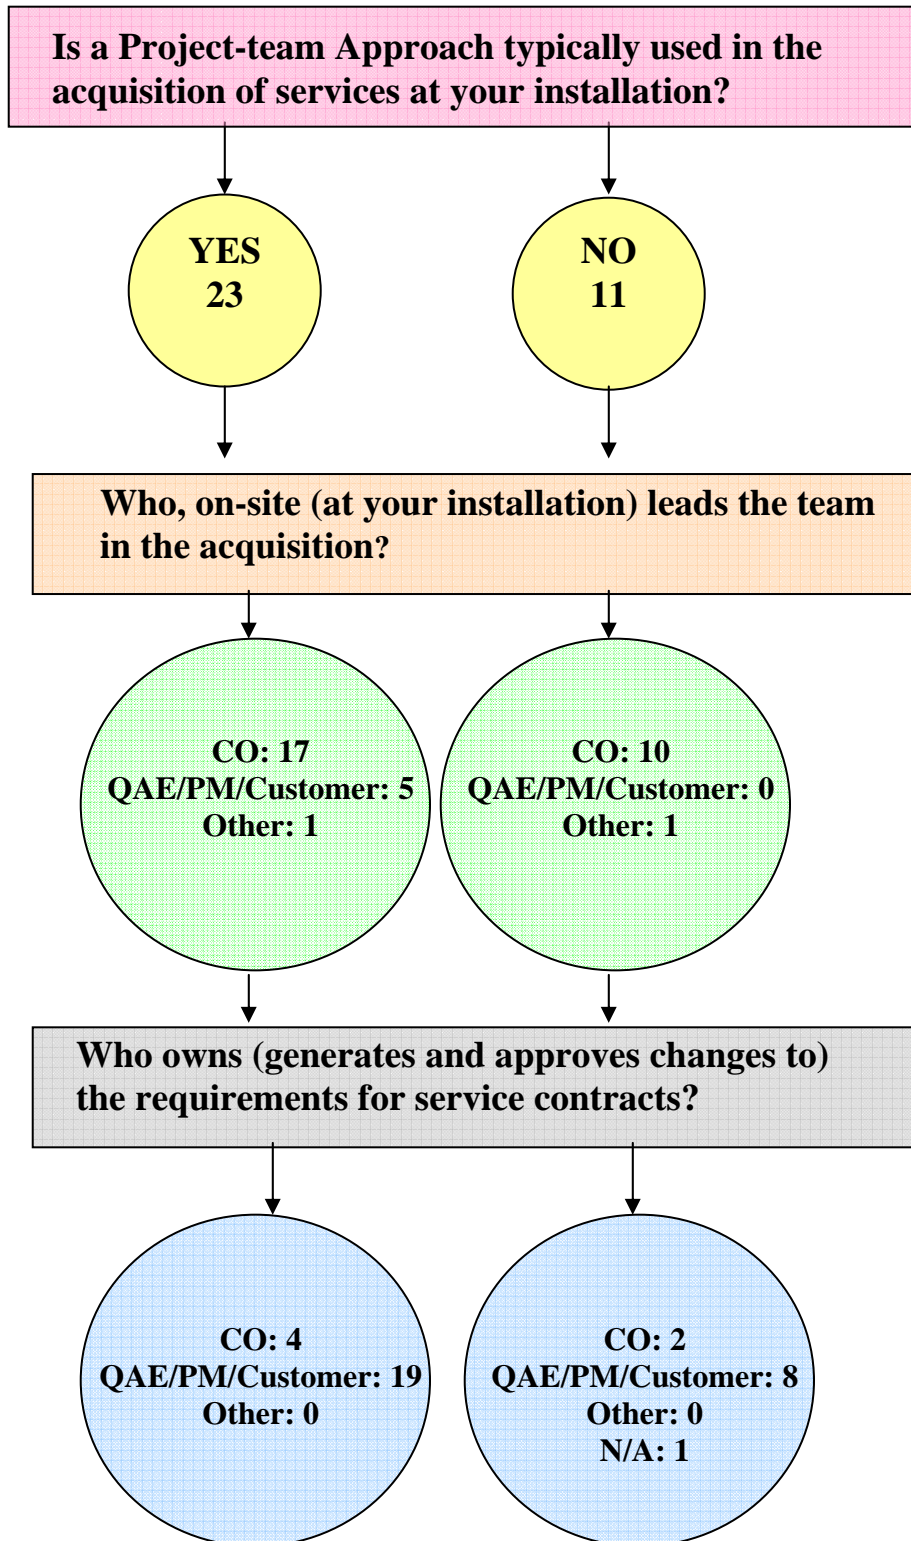 Is a Project-team Approach typically used in the
acquisition of services at your installation?
YES
23
NO
11
Who, on-site (at your installation) leads the team
in the acquisition?
CO: 17
QAE/PM/Customer: 5
Other: 1
CO: 10
QAE/PM/Customer: 0
Other: 1
Who owns (generates and approves changes to)
the requirements for service contracts?
CO: 4
QAE/PM/Customer: 19
Other: 0
CO: 2
QAE/PM/Customer: 8
Other: 0
N/A: 1